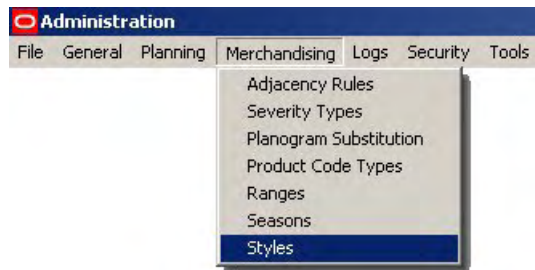 Administration
File General Planning Merchandising Logs Security Tools
Adjacency Rules
Severity Types
Planogram Substitution
Product Code Types
Ranges
Seasons
Styles